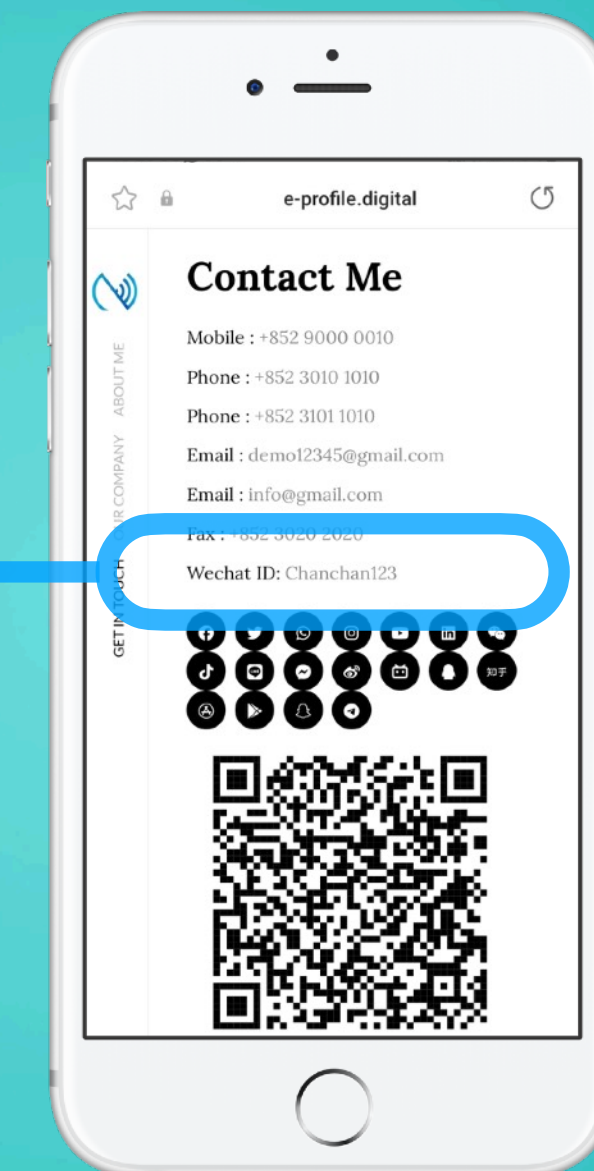 e-profile.digital
Contact Me
Mobile : +852 9000 0010
Phone : +852 3010 1010
Phone : +852 3101 1010
Email : demo12345@gmail.com
Email : info@gmail.com
Fax : +852 3020 2020
Wechat ID: Chanchan123
ABOUT ME
OUR COMPANY
GET IN TOUCH
LINE
知乎